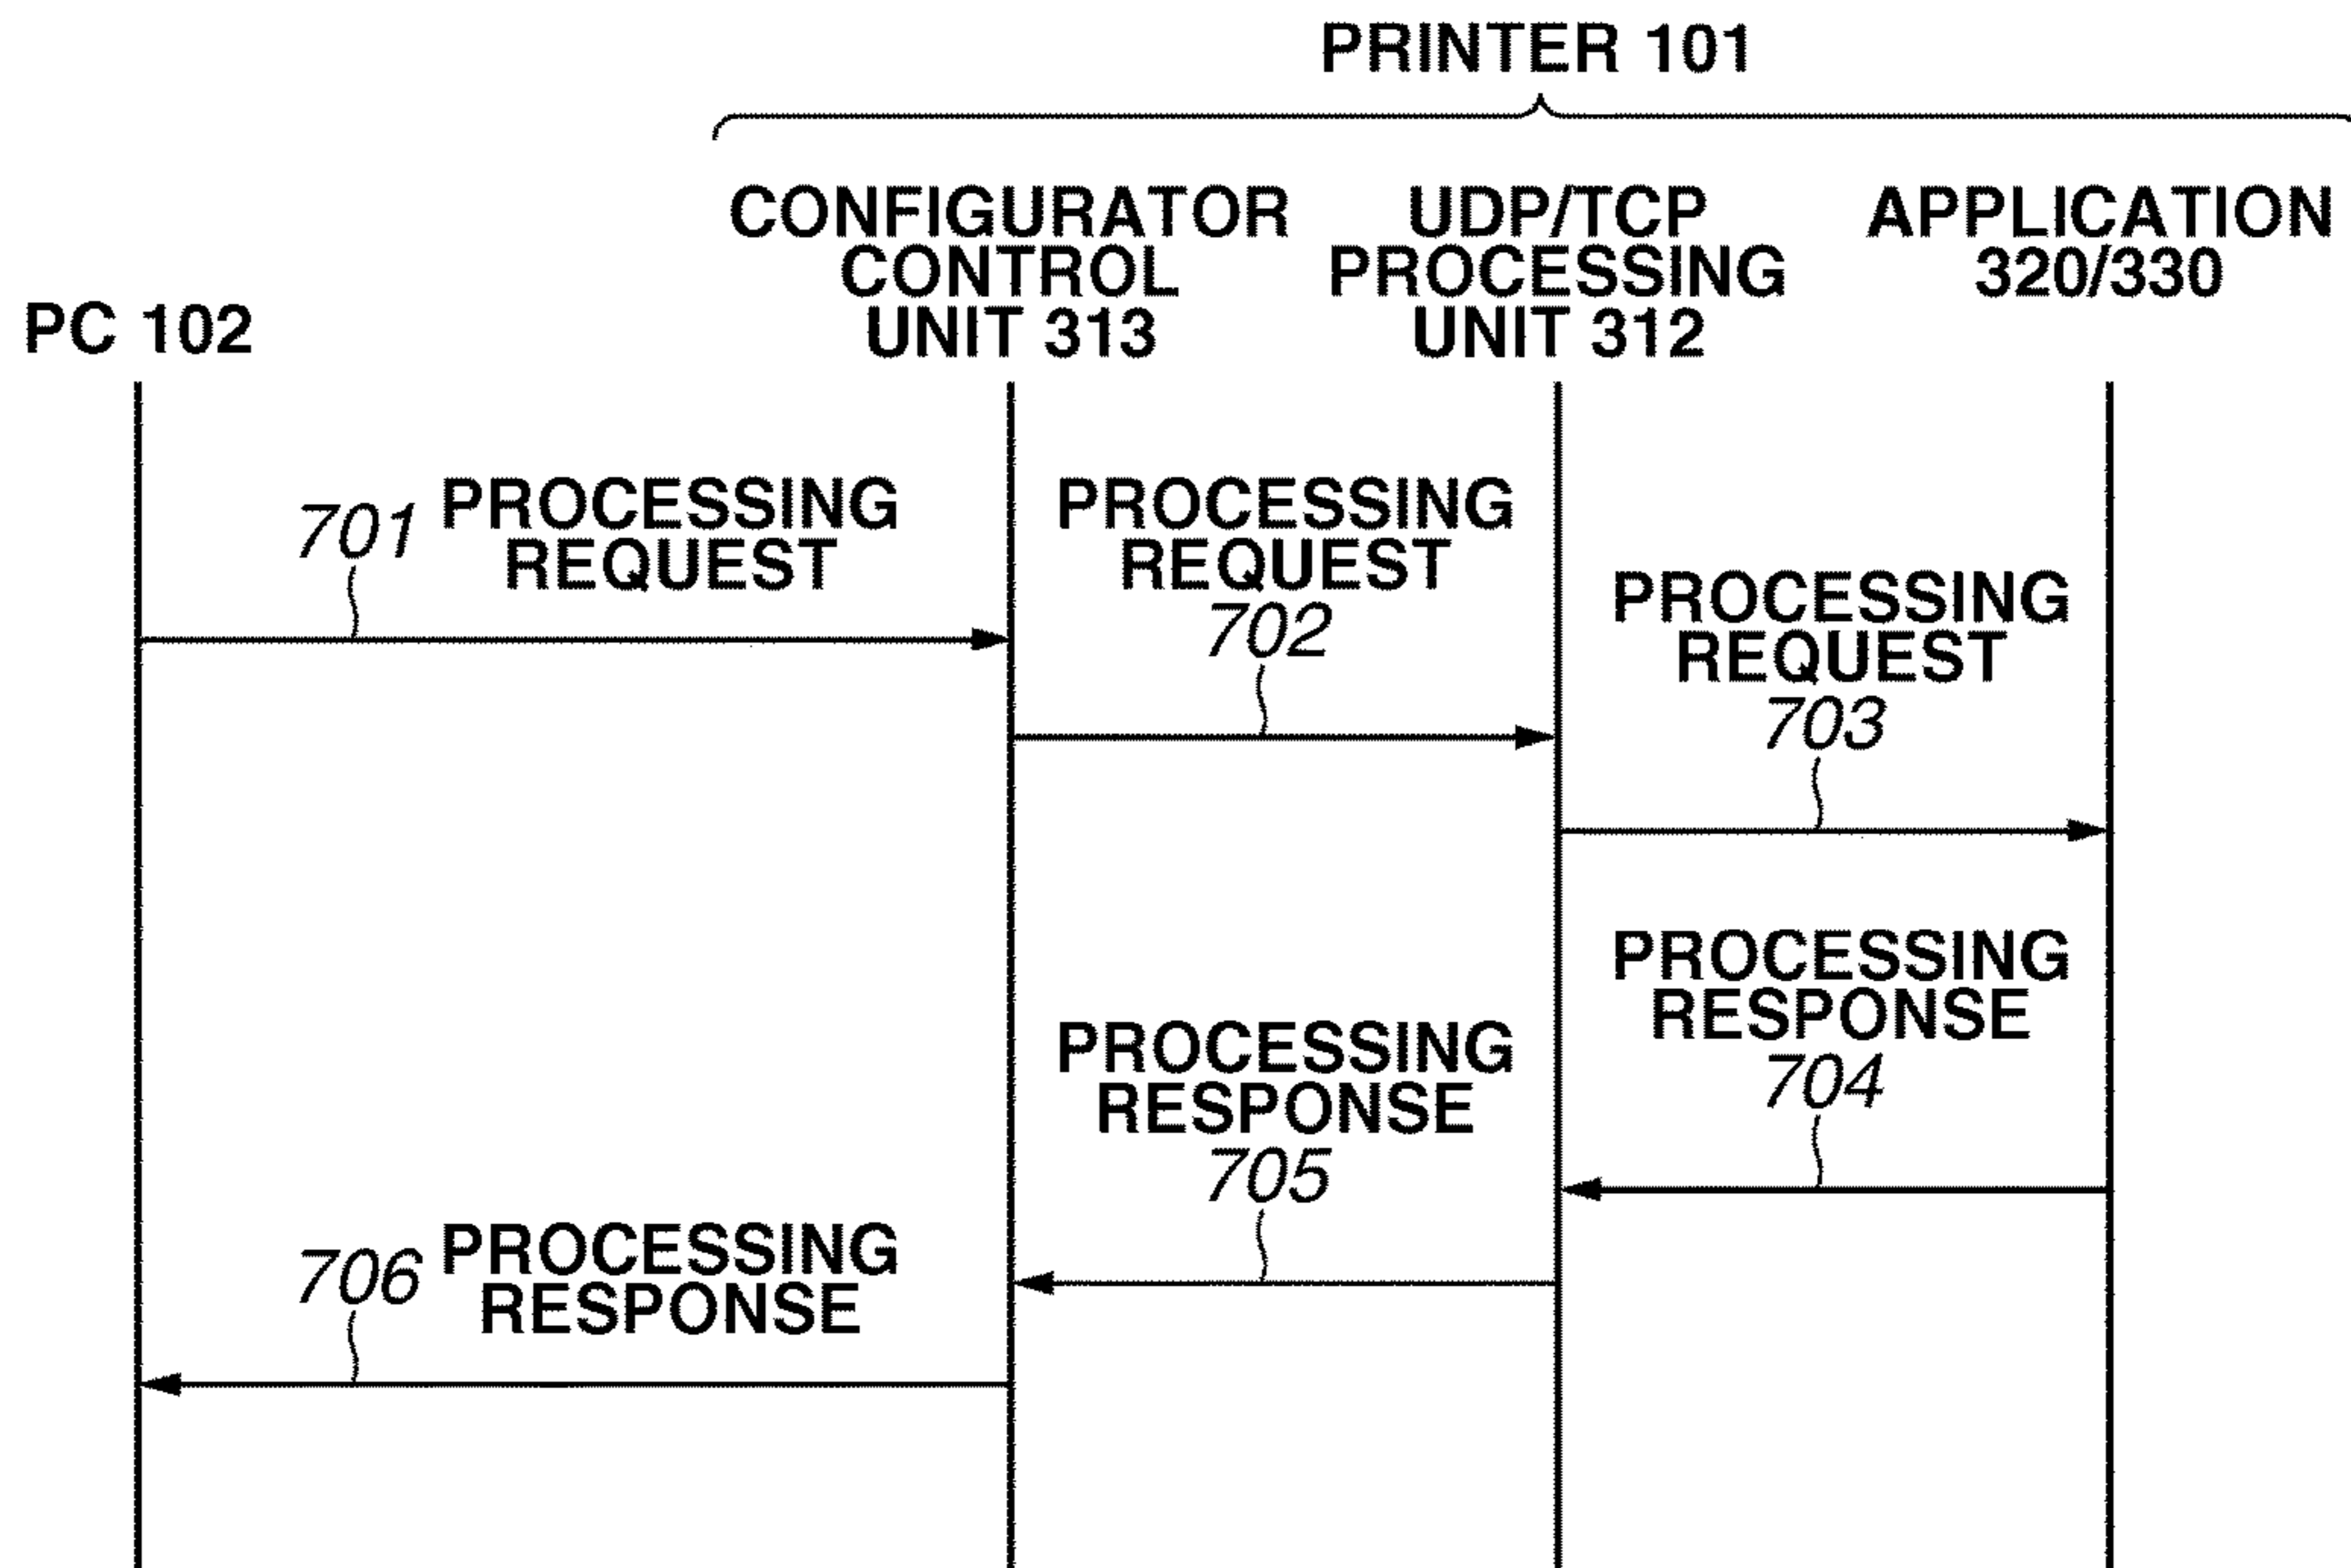 PRINTER 101
PC 102
CONFIGURATOR
CONTROL
UNIT 313
UDP/TCP
PROCESSING
UNIT 312
APPLICATION
320/330
701
PROCESSING
REQUEST
PROCESSING
REQUEST
702
PROCESSING
REQUEST
703
PROCESSING
RESPONSE
704
PROCESSING
RESPONSE
705
706
PROCESSING
RESPONSE